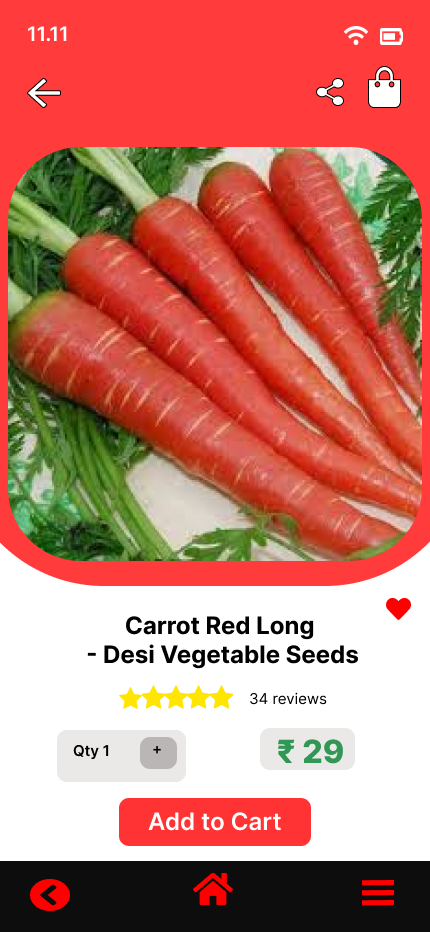 11.11
Carrot Red Long
- Desi Vegetable Seeds
34 reviews
Qty 1
+
₹ 29
Add to Cart